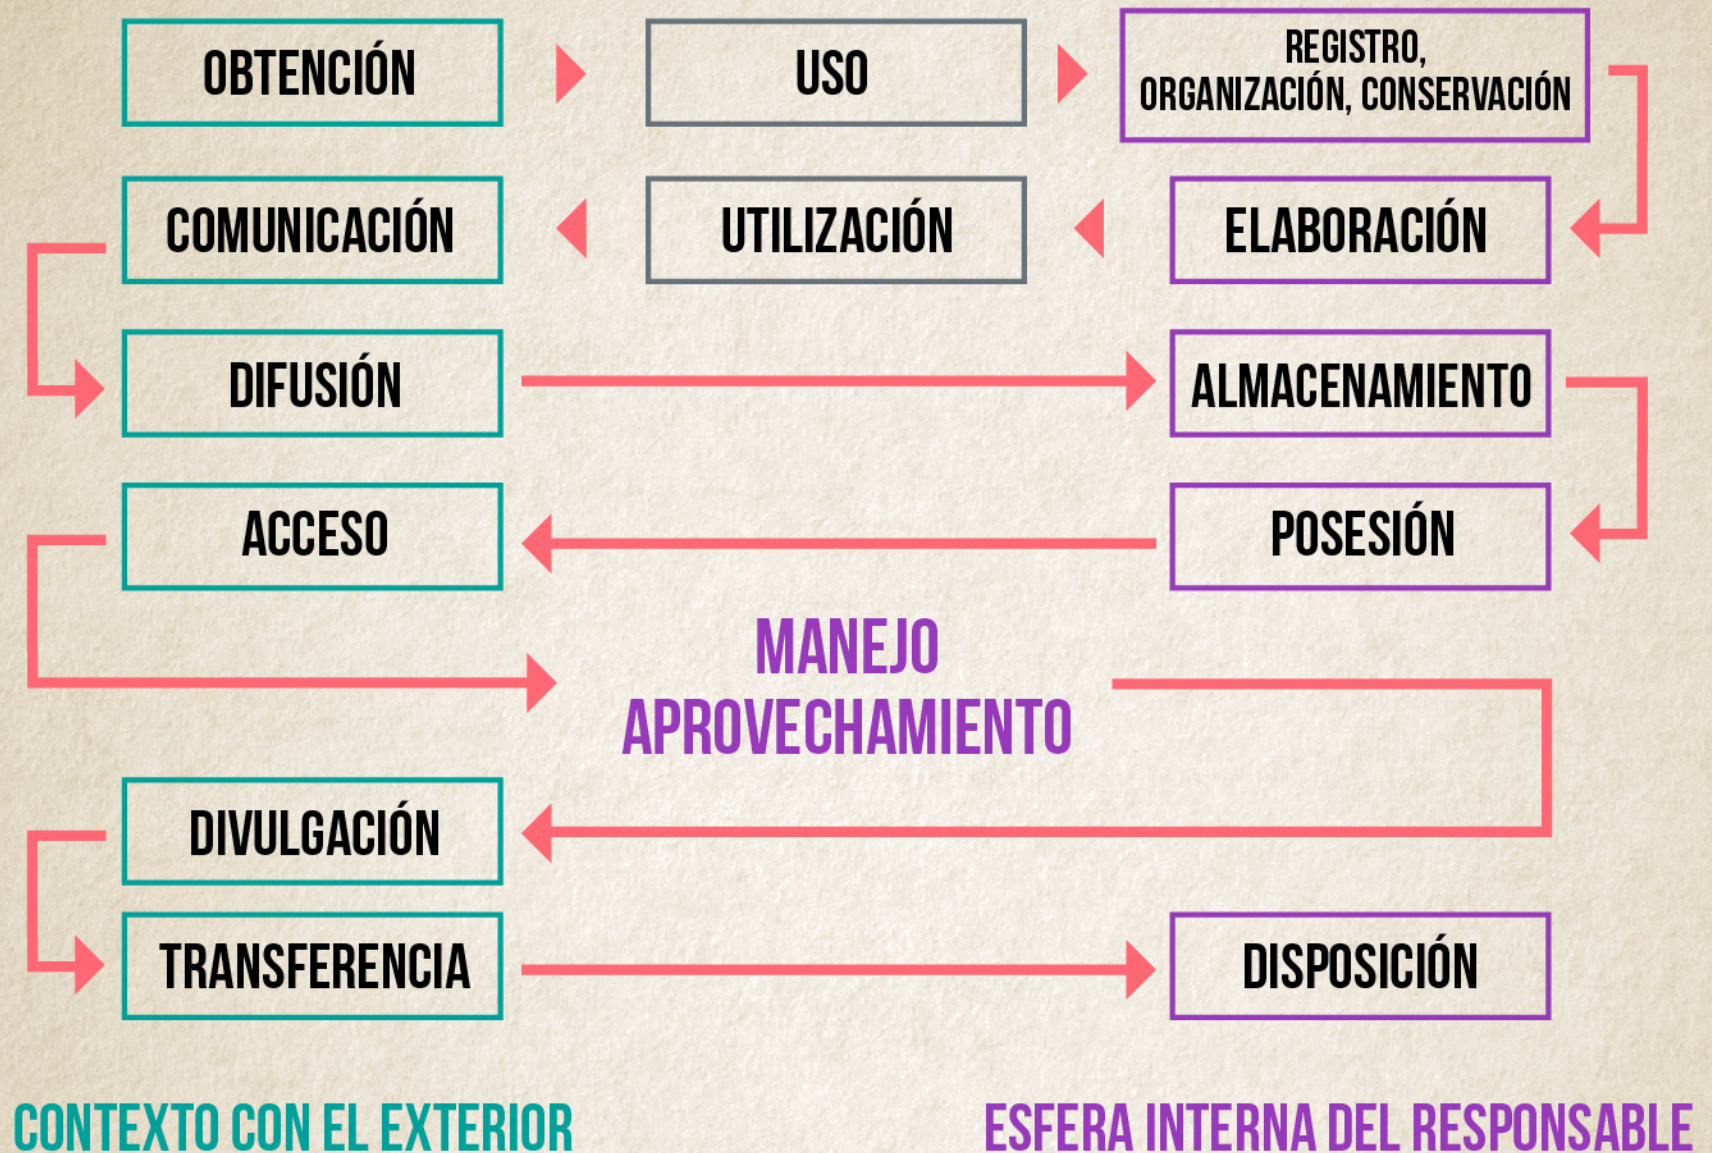 OBTENCIÓN
USO
REGISTRO,
ORGANIZACIÓN, CONSERVACIÓN
COMUNICACIÓN
UTILIZACIÓN
ELABORACIÓN
DIFUSIÓN
ALMACENAMIENTO
ACCESO
POSESIÓN
MANEJO
APROVECHAMIENTO
DIVULGACIÓN
TRANSFERENCIA
DISPOSICIÓN
CONTEXTO CON EL EXTERIOR
ESFERA INTERNA DEL RESPONSABLE